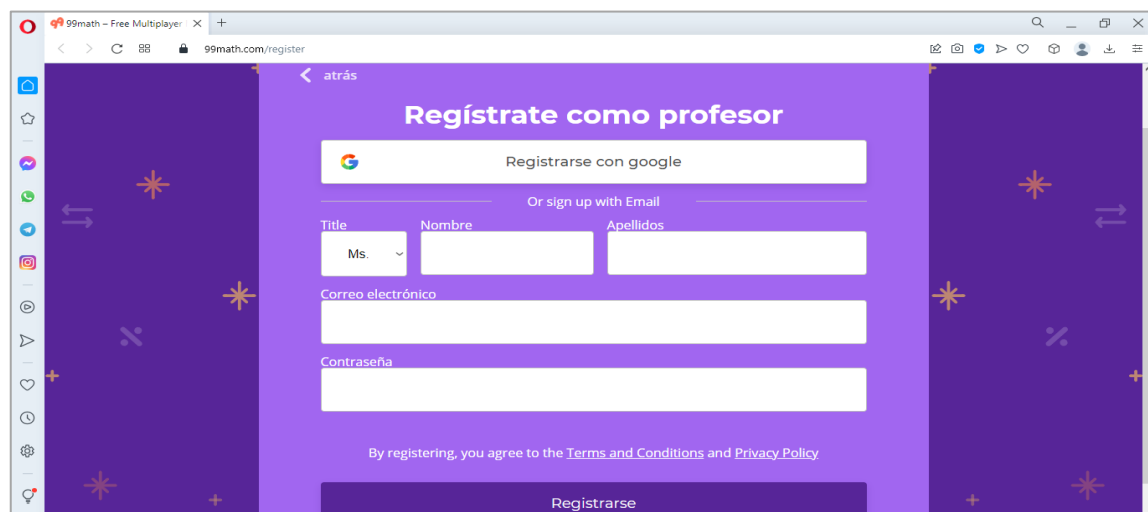 99math – Free Multiplayer
99math.com/register
atrás
Regístrate como profesor
Registrarse con google
Or sign up with Email
Title Nombre Apellidos
Ms.
Correo electrónico
Contraseña
By registering, you agree to the Terms and Conditions and Privacy Policy
Registrarse